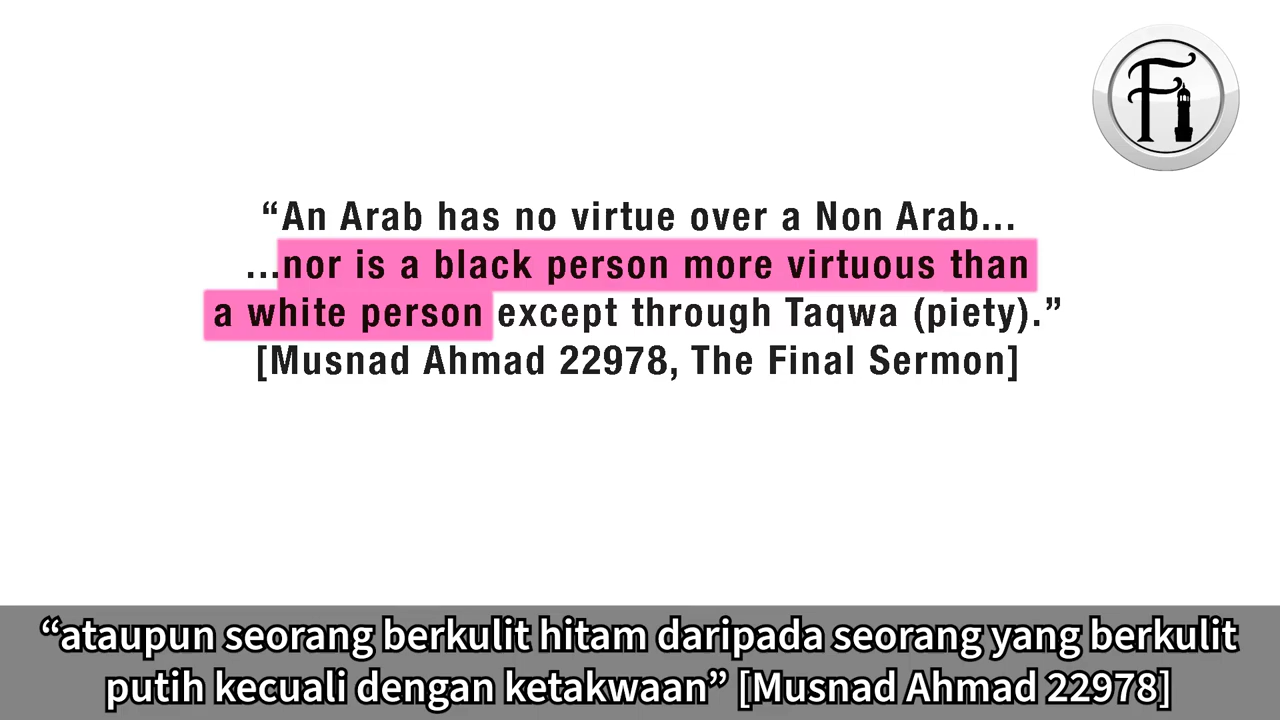 Fi
“An Arab has no virtue over a Non Arab...
...nor is a black person more virtuous than
a white person except through Taqwa (piety).”
[Musnad Ahmad 22978, The Final Sermon]
“ataupun seorang berkulit hitam daripada seorang yang berkulit
putih kecuali dengan ketakwaan” [Musnad Ahmad 22978]